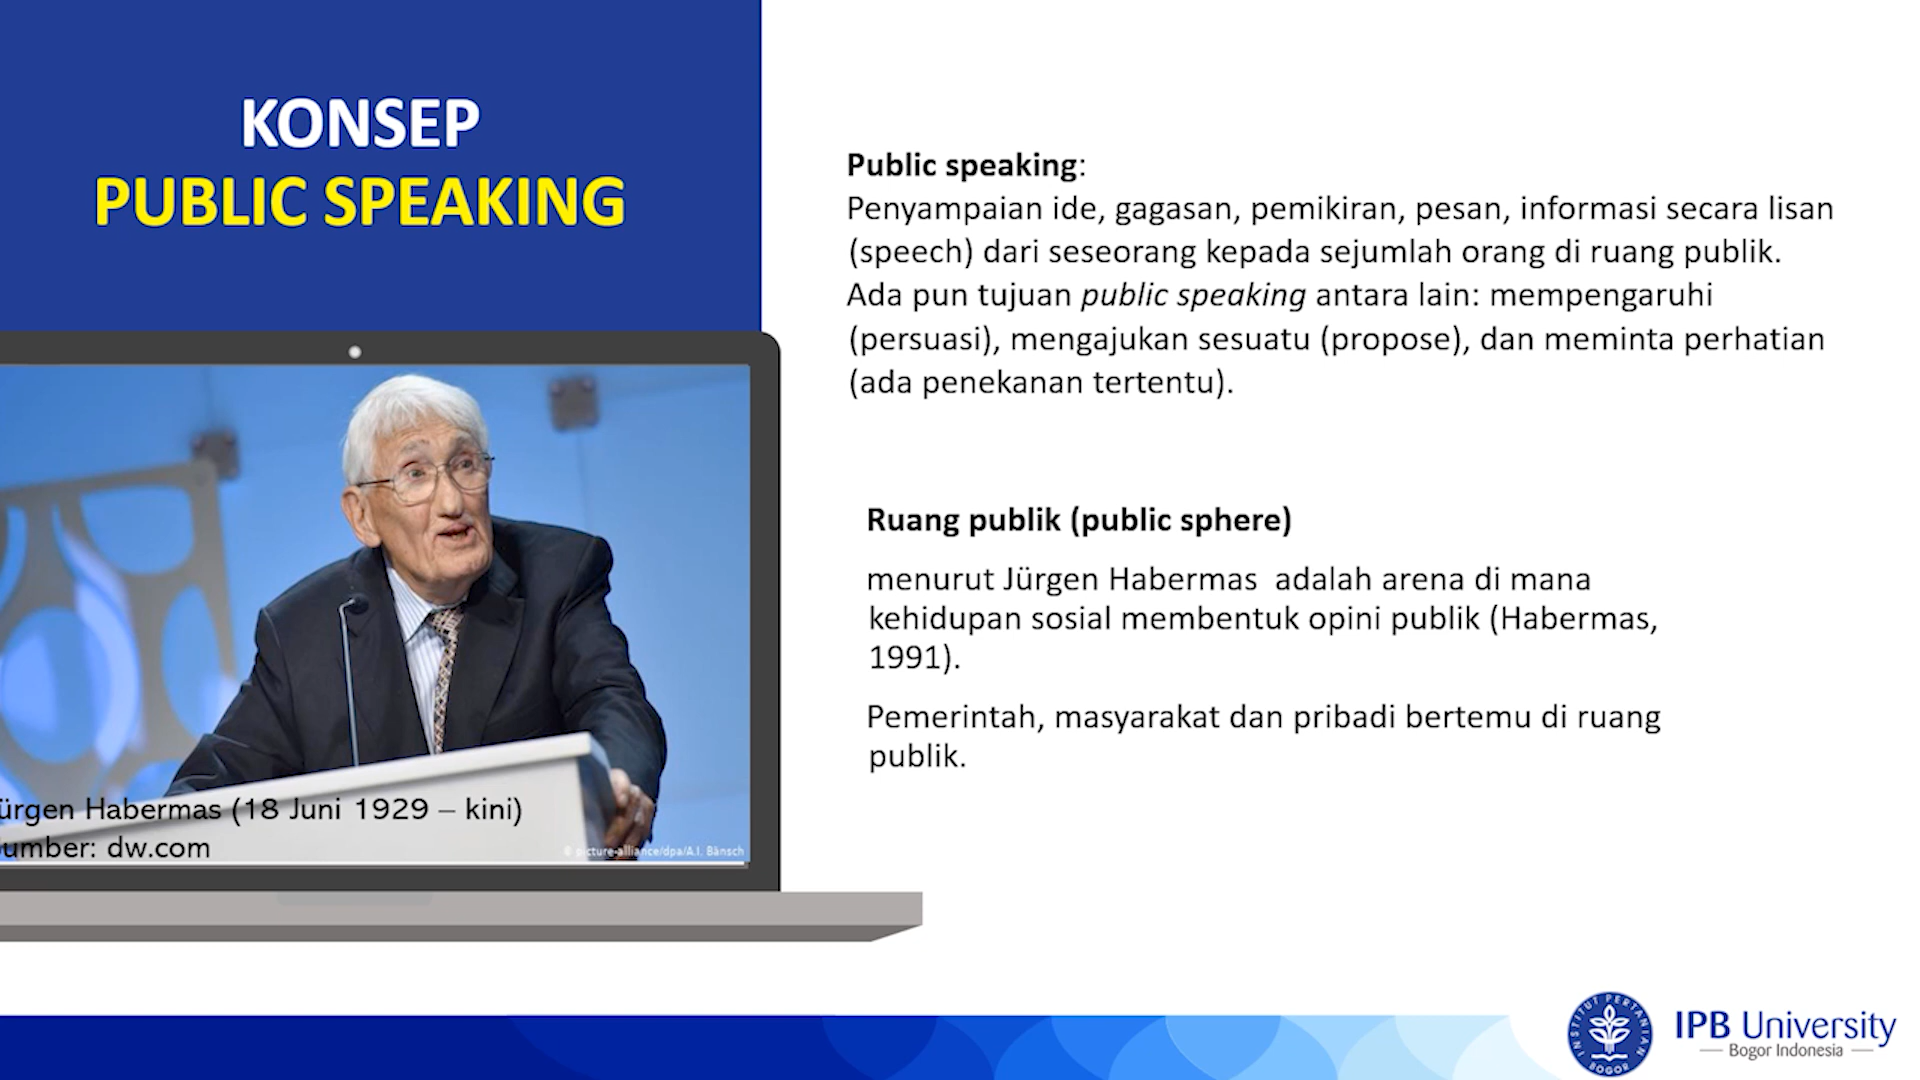 KONSEP
PUBLIC SPEAKING
Public speaking:
Penyampaian ide, gagasan, pemikiran, pesan, informasi secara lisan
(speech) dari seseorang kepada sejumlah orang di ruang publik.
Ada pun tujuan public speaking antara lain: mempengaruhi
(persuasi), mengajukan sesuatu (propose), dan meminta perhatian
(ada penekanan tertentu).
Ruang publik (public sphere)
menurut Jürgen Habermas adalah arena di mana
kehidupan sosial membentuk opini publik (Habermas,
1991).
Pemerintah, masyarakat dan pribadi bertemu di ruang
publik.
ürgen Habermas (18 Juni 1929 – kini)
umber: dw.com
© picture-alliance/dpa/A.I. Bänsch
INSTITUT PERTANIAN
BOGOR
IPB University
Bogor Indonesia